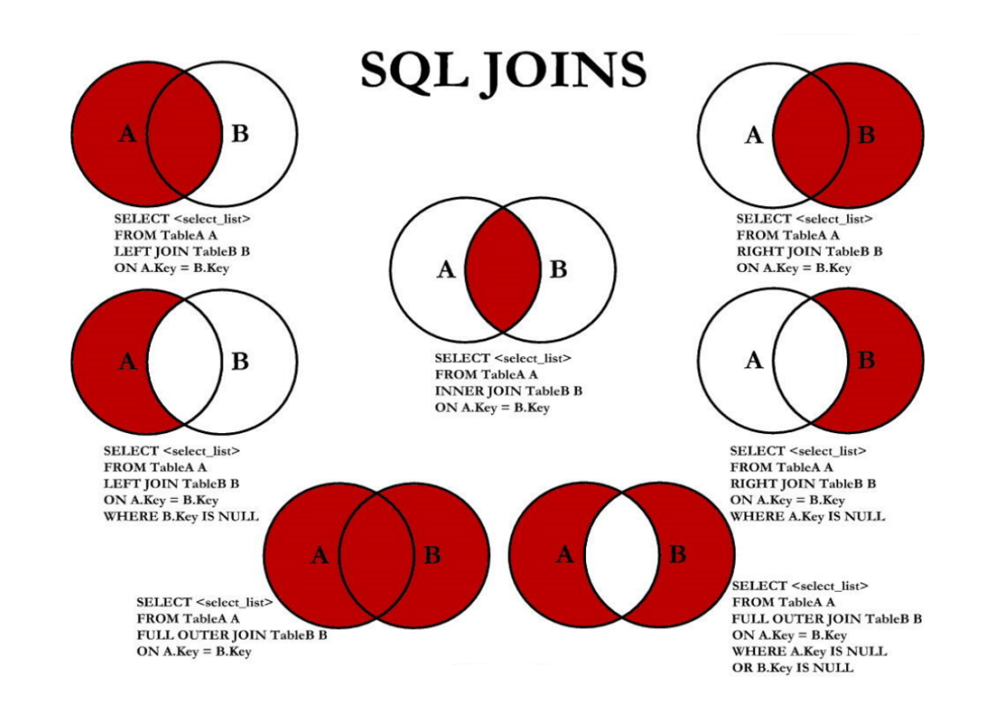 SQL JOINS
A
B
SELECT <select_list>
FROM TableA A
LEFT JOIN TableB B
ON A.Key = B.Key
A
B
SELECT <select_list>
FROM TableA A
RIGHT JOIN TableB B
ON A.Key = B.Key
A
B
SELECT <select_list>
FROM TableA A
INNER JOIN TableB B
ON A.Key = B.Key
A
B
SELECT <select_list>
FROM TableA A
LEFT JOIN TableB B
ON A.Key = B.Key
WHERE B.Key IS NULL
A
B
SELECT <select_list>
FROM TableA A
RIGHT JOIN TableB B
ON A.Key = B.Key
WHERE A.Key IS NULL
A
B
SELECT <select_list>
FROM TableA A
FULL OUTER JOIN TableB B
ON A.Key = B.Key
A
B
SELECT <select_list>
FROM TableA A
FULL OUTER JOIN TableB B
ON A.Key = B.Key
WHERE A.Key IS NULL
OR B.Key IS NULL